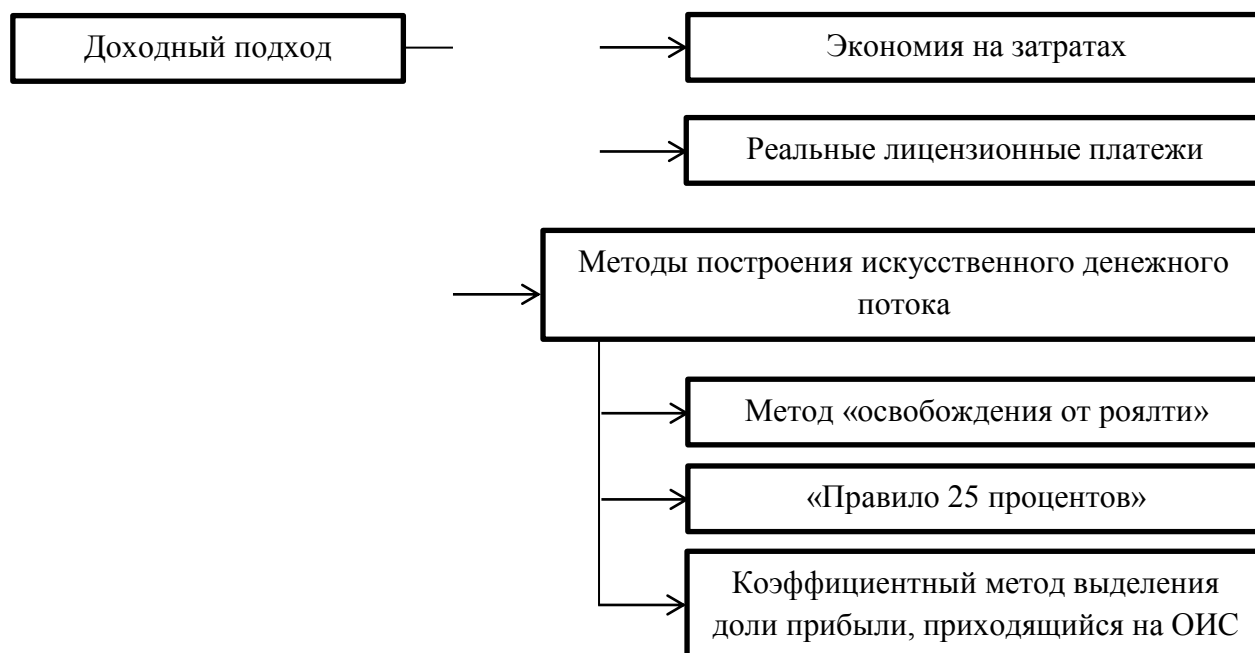 Доходный подход
Экономия на затратах
Реальные лицензионные платежи
Методы построения искусственного денежного
потока
Метод «освобождения от роялти»
«Правило 25 процентов»
Коэффициентный метод выделения
доли прибыли, приходящийся на ОИС